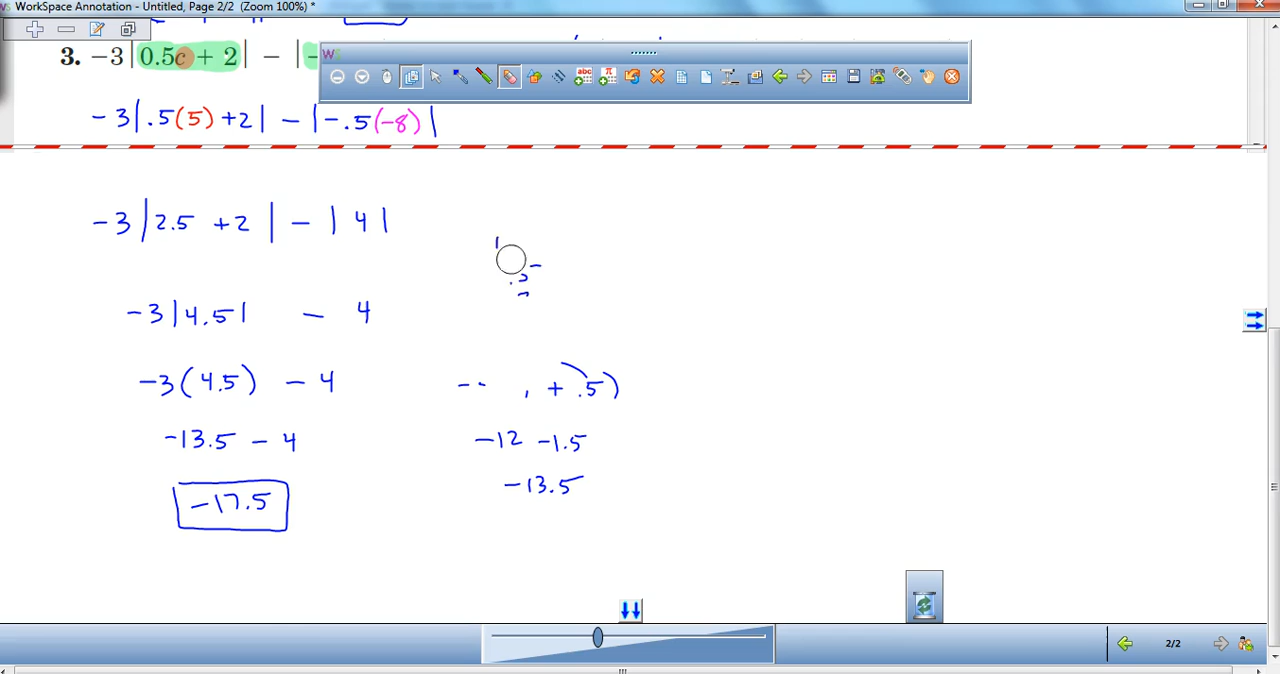 WorkSpace Annotation - Untitled, Page 2/2 (Zoom 100%) *
3. −3|0.5c + 2| − |−
WS
abc
π
-3|.5(5)+2| - |-.5(-8)|
-3|2.5 +2| - |4|
-3|4.5| - 4
-3(4.5) - 4
+ .5)
-13.5 - 4
-12 -1.5
-17.5
-13.5
2/2